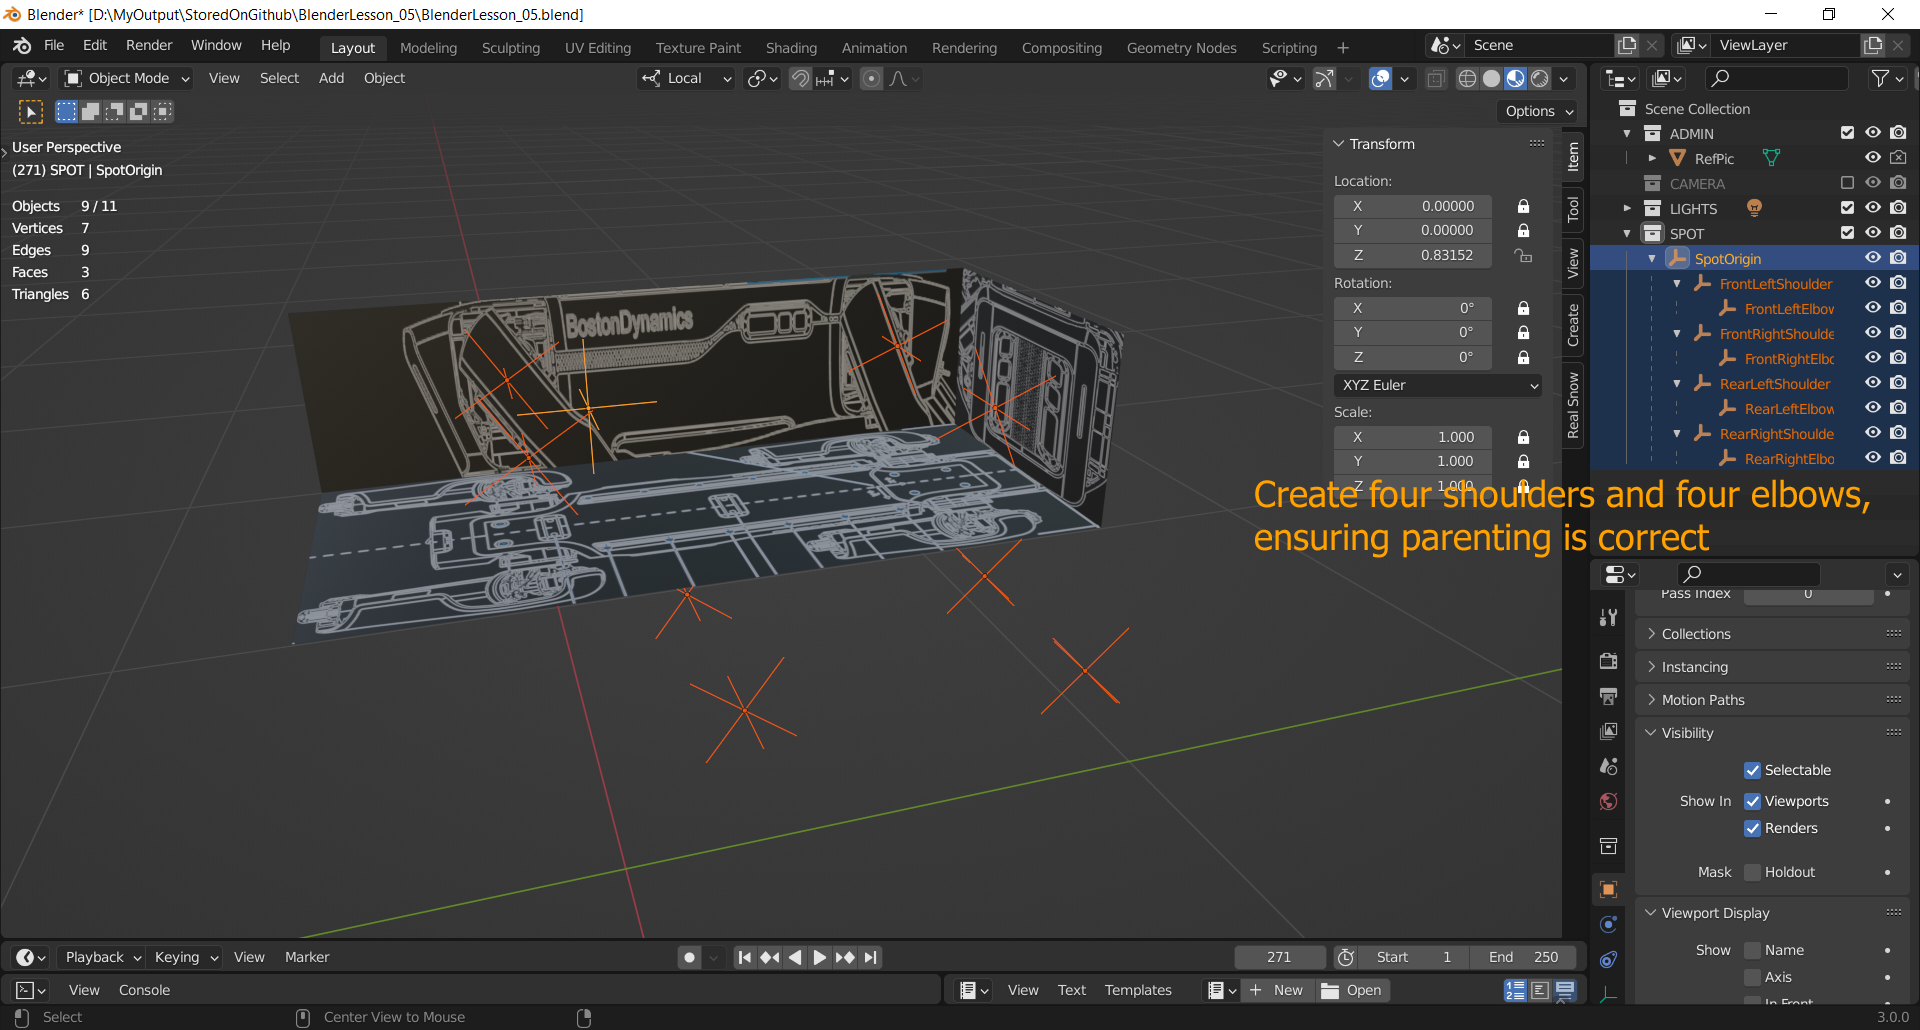 Blender* [D:\MyOutput\StoredOnGithub\BlenderLesson_05\BlenderLesson_05.blend]
File Edit Render Window Help Layout Modeling Sculpting UV Editing Texture Paint Shading Animation Rendering Compositing Geometry Nodes Scripting + Scene ViewLayer
Object Mode View Select Add Object Local
Options
User Perspective
(271) SPOT | SpotOrigin
Objects 9 / 11
Vertices 7
Edges 9
Faces 3
Triangles 6
BostonDynamics
Transform
Location:
X 0.00000
Y 0.00000
Z 0.83152
Rotation:
X 0°
Y 0°
Z 0°
XYZ Euler
Scale:
X 1.000
Y 1.000
Z 1.000
Item
Tool
View
Create
Real Snow
Create four shoulders and four elbows,
ensuring parenting is correct
Scene Collection
ADMIN
RefPic
CAMERA
LIGHTS
SPOT
SpotOrigin
FrontLeftShoulder
FrontLeftElbow
FrontRightShoulde
FrontRightElbo
RearLeftShoulder
RearLeftElbow
RearRightShoulde
RearRightElbo
Pass Index 0
Collections
Instancing
Motion Paths
Visibility
Selectable
Show In Viewports
Renders
Mask Holdout
Viewport Display
Show Name
Axis
In Front
Playback Keying View Marker 271 Start 1 End 250
View Console View Text Templates New Open
Select Center View to Mouse 3.0.0